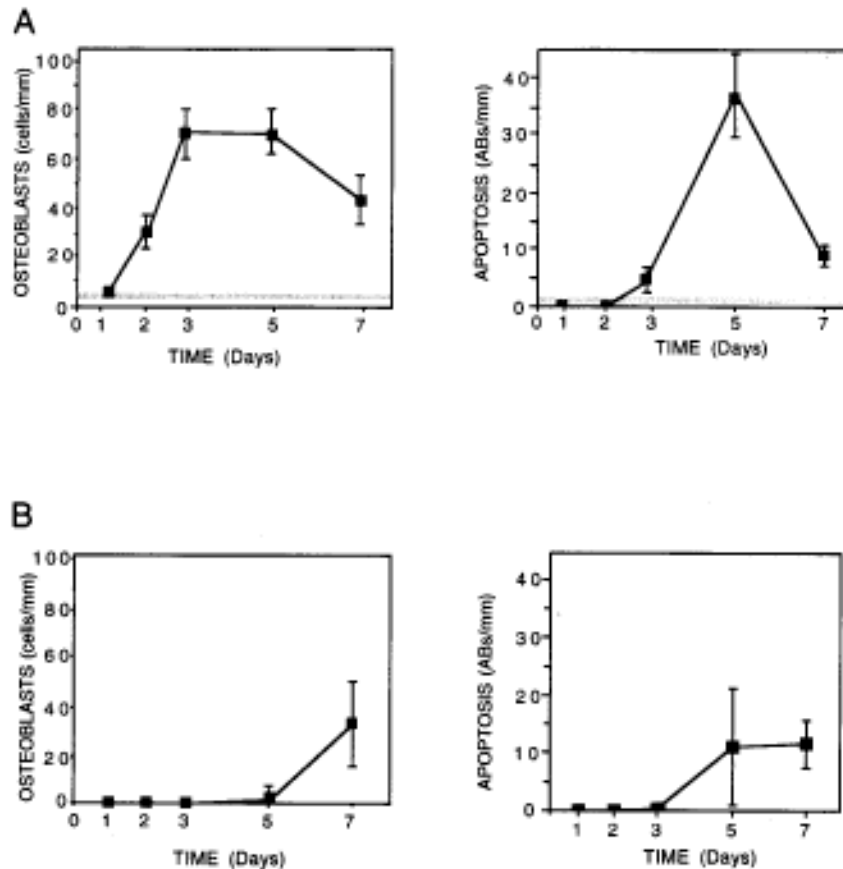 A
OSTEOBLASTS (cells/mm)
100
80
60
40
20
0
0 1 2 3 5 7
TIME (Days)
APOPTOSIS (ABs/mm)
40
30
20
10
0
0 1 2 3 5 7
TIME (Days)
B
OSTEOBLASTS (cells/mm)
100
80
60
40
20
0
0 1 2 3 5 7
TIME (Days)
APOPTOSIS (ABs/mm)
40
30
20
10
0
1 2 3 5 7
TIME (Days)